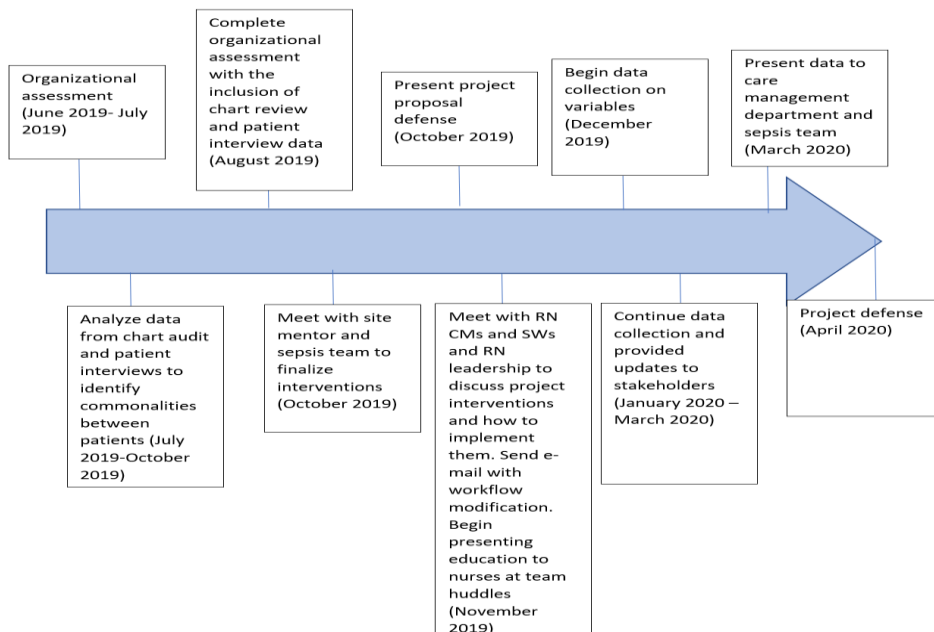 Organizational
assessment
(June 2019- July
2019)
Complete
organizational
assessment
with the
inclusion of
chart review
and patient
interview data
(August 2019)
Present project
proposal
defense
(October 2019)
Begin data
collection on
variables
(December
2019)
Present data to
care
management
department and
sepsis team
(March 2020)
Analyze data
from chart audit
and patient
interviews to
identify
commonalities
between
patients (July
2019-October
2019)
Meet with site
mentor and
sepsis team to
finalize
interventions
(October 2019)
Meet with RN
CMs and SWs
and RN
leadership to
discuss project
interventions
and how to
implement
them. Send e-
mail with
workflow
modification.
Begin
presenting
education to
nurses at team
huddles
(November
2019)
Continue data
collection and
provided
updates to
stakeholders
(January 2020 –
March 2020)
Project defense
(April 2020)